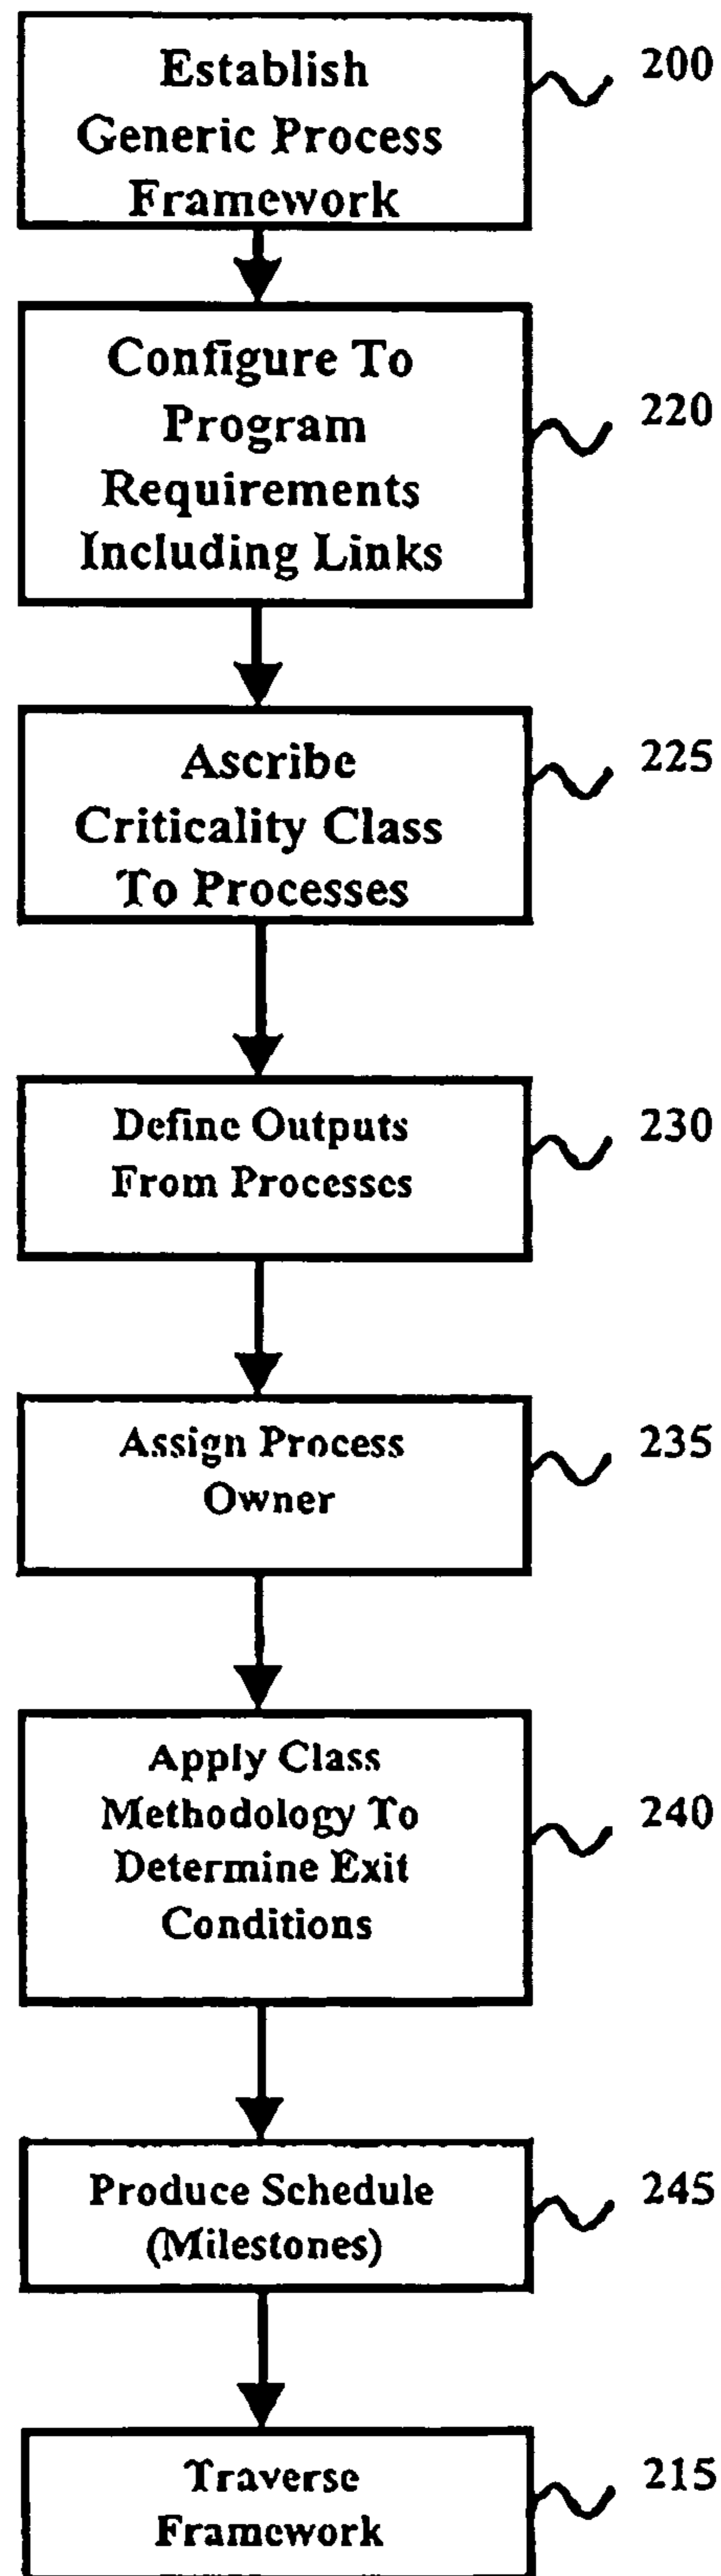 Establish
Generic Process
Framework
200
Configure To
Program
Requirements
Including Links
220
Ascribe
Criticality Class
To Processes
225
Define Outputs
From Processes
230
Assign Process
Owner
235
Apply Class
Methodology To
Determine Exit
Conditions
240
Produce Schedule
(Milestones)
245
Traverse
Framework
215